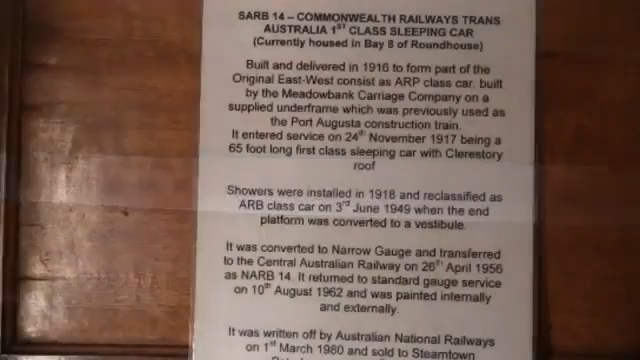 SARB 14 – COMMONWEALTH RAILWAYS TRANS
AUSTRALIA 1ST CLASS SLEEPING CAR
(Currently housed in Bay 8 of Roundhouse)
Built and delivered in 1916 to form part of the
Original East-West consist as ARP class car, built
by the Meadowbank Carriage Company on a
supplied underframe which was previously used as
the Port Augusta construction train.
It entered service on 24th November 1917 being a
65 foot long first class sleeping car with Clerestory
roof
Showers were installed in 1918 and reclassified as
ARB class car on 3rd June 1949 when the end
platform was converted to a vestibule.
It was converted to Narrow Gauge and transferred
to the Central Australian Railway on 26th April 1956
as NARB 14. It returned to standard gauge service
on 10th August 1962 and was painted internally
and externally.
It was written off by Australian National Railways
on 1st March 1980 and sold to Steamtown